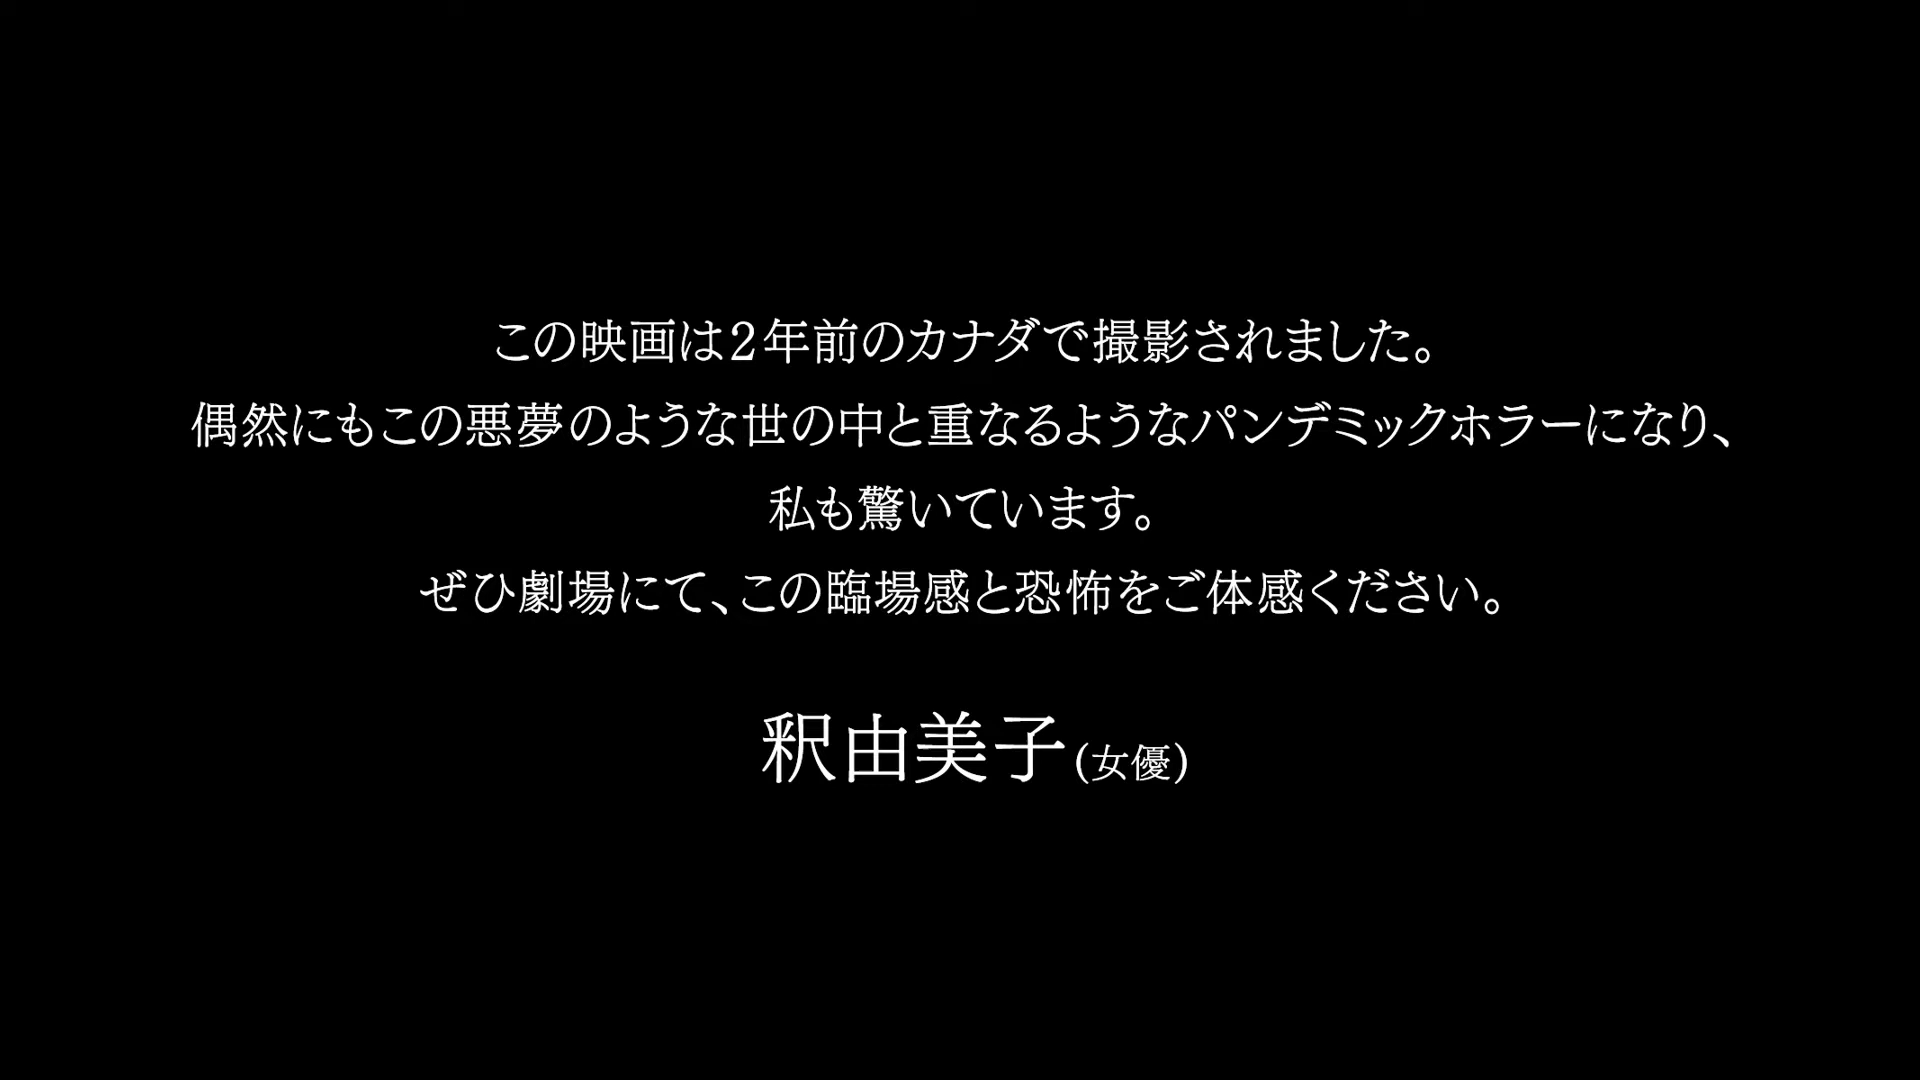 この映画は2年前のカナダで撮影されました。
偶然にもこの悪夢のような世の中と重なるようなパンデミックホラーになり、
私も驚いています。
ぜひ劇場にて、この臨場感と恐怖をご体感ください。
釈由美子(女優)